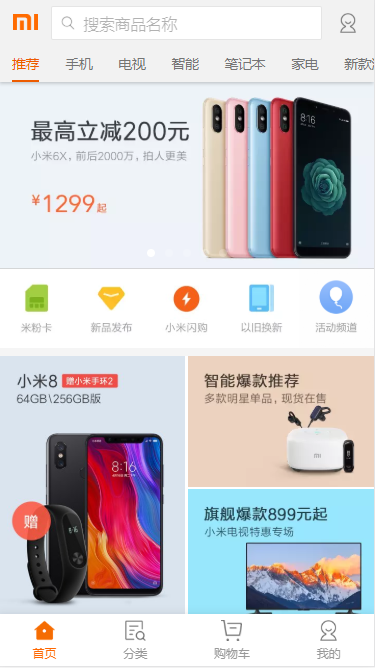 搜索商品名称
推荐 手机 电视 智能 笔记本 家电
最高立减200元
小米6X，前后2000万，拍人更美
¥1299起
8:16
米粉卡 新品发布 小米闪购 以旧换新 活动频道
小米8 赠小米手环2
64GB\256GB版
8:16
赠
智能爆款推荐
多款明星单品，现货在售
mi
旗舰爆款899元起
小米电视特惠专场
首页 分类 购物车 我的